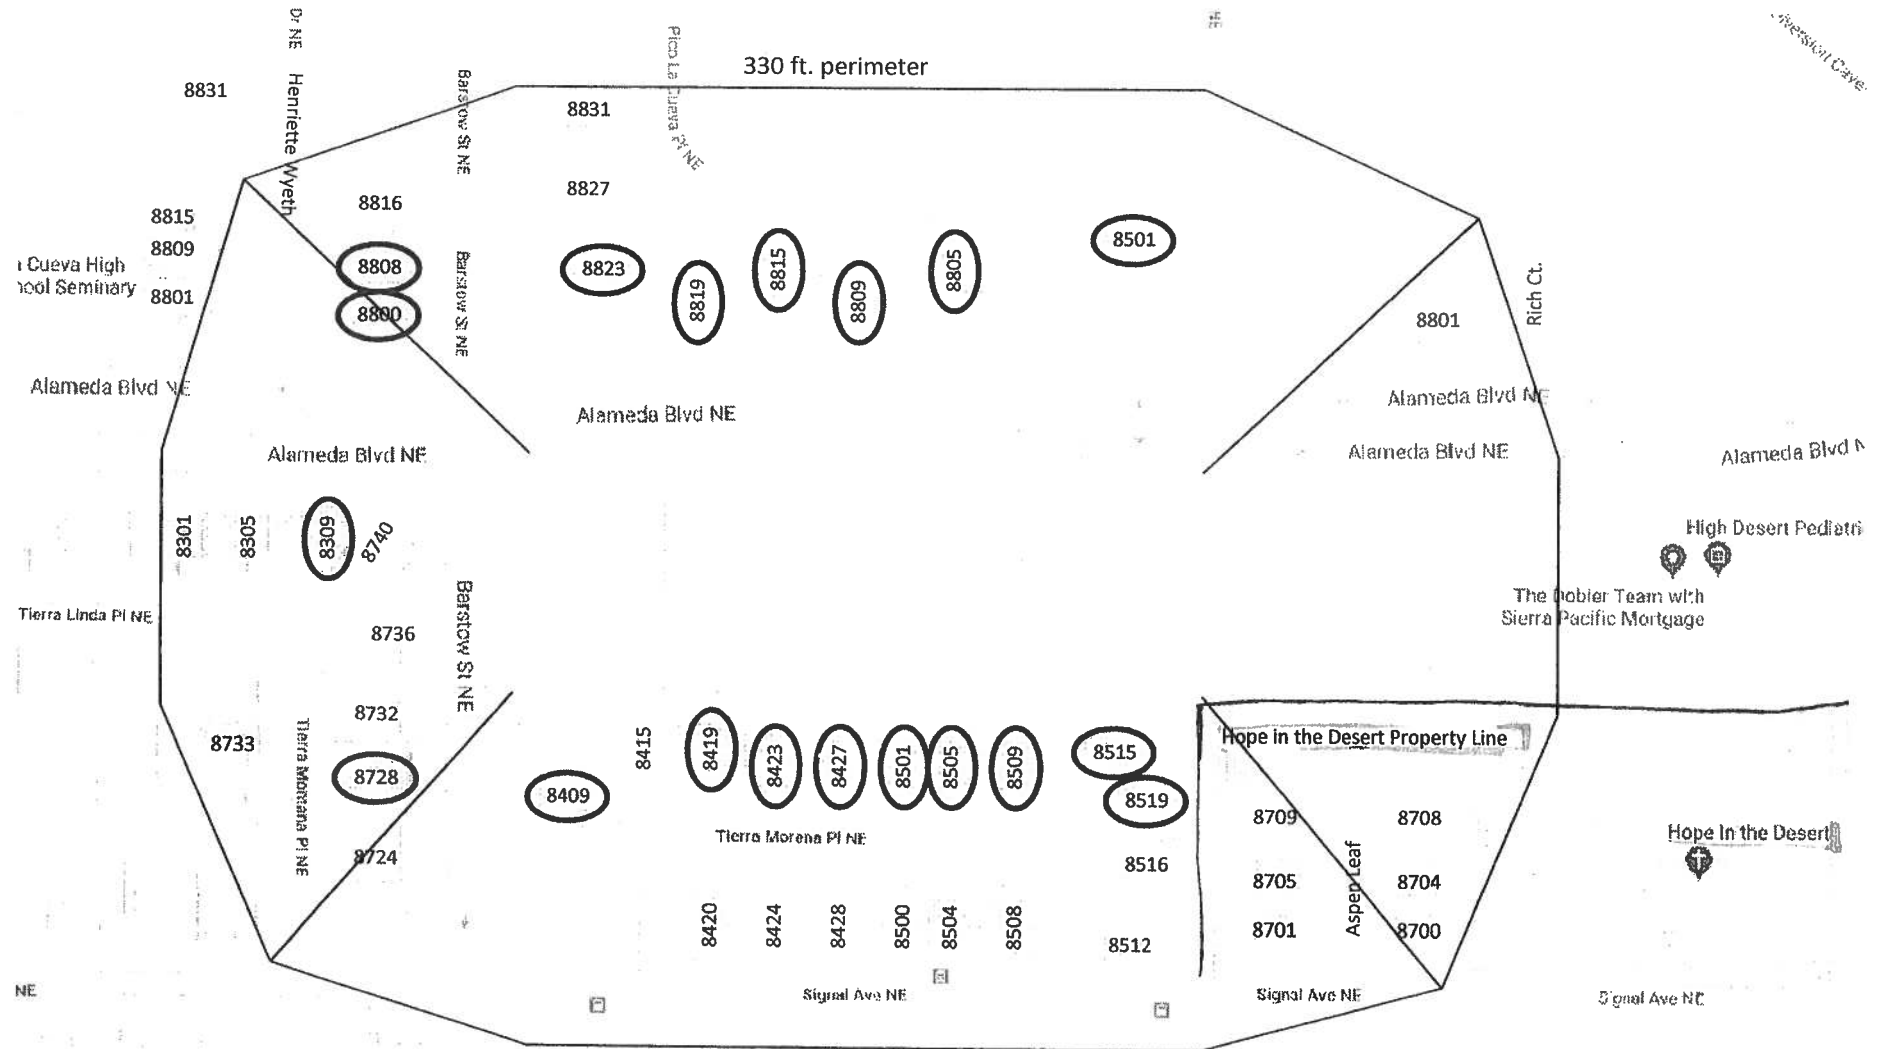 Dr NE
Henriette Wyeth
Barstow St NE
Pico La Cueva Pl NE
330 ft. perimeter
NE
8831
8831
8827
8816
8815
8809
8801
Cueva High
Seminary
8808
8800
Barstow St NE
8823
8819
8815
8809
8805
8501
8801
Rich Ct.
Alameda Blvd NE
Alameda Blvd NE
Alameda Blvd NE
Alameda Blvd NE
Alameda Blvd NE
Alameda Blvd
8301
8305
8309
8740
High Desert
The Dobler Team with
Sierra Pacific Mortgage
Tierra Linda Pl NE
8736
Barstow St NE
8732
8733
Tierra Montana Pl NE
8728
8724
8409
8415
8419
8423
8427
8501
8505
8509
8515
8519
Tierra Morena Pl NE
8516
8512
8420
8424
8428
8500
8504
8508
Hope in the Desert Property Line
8709
8708
8705
8704
8701
8700
Aspen Leaf
Hope In the Desert
NE
Signal Ave NE
Signal Ave NE
Signal Ave NE